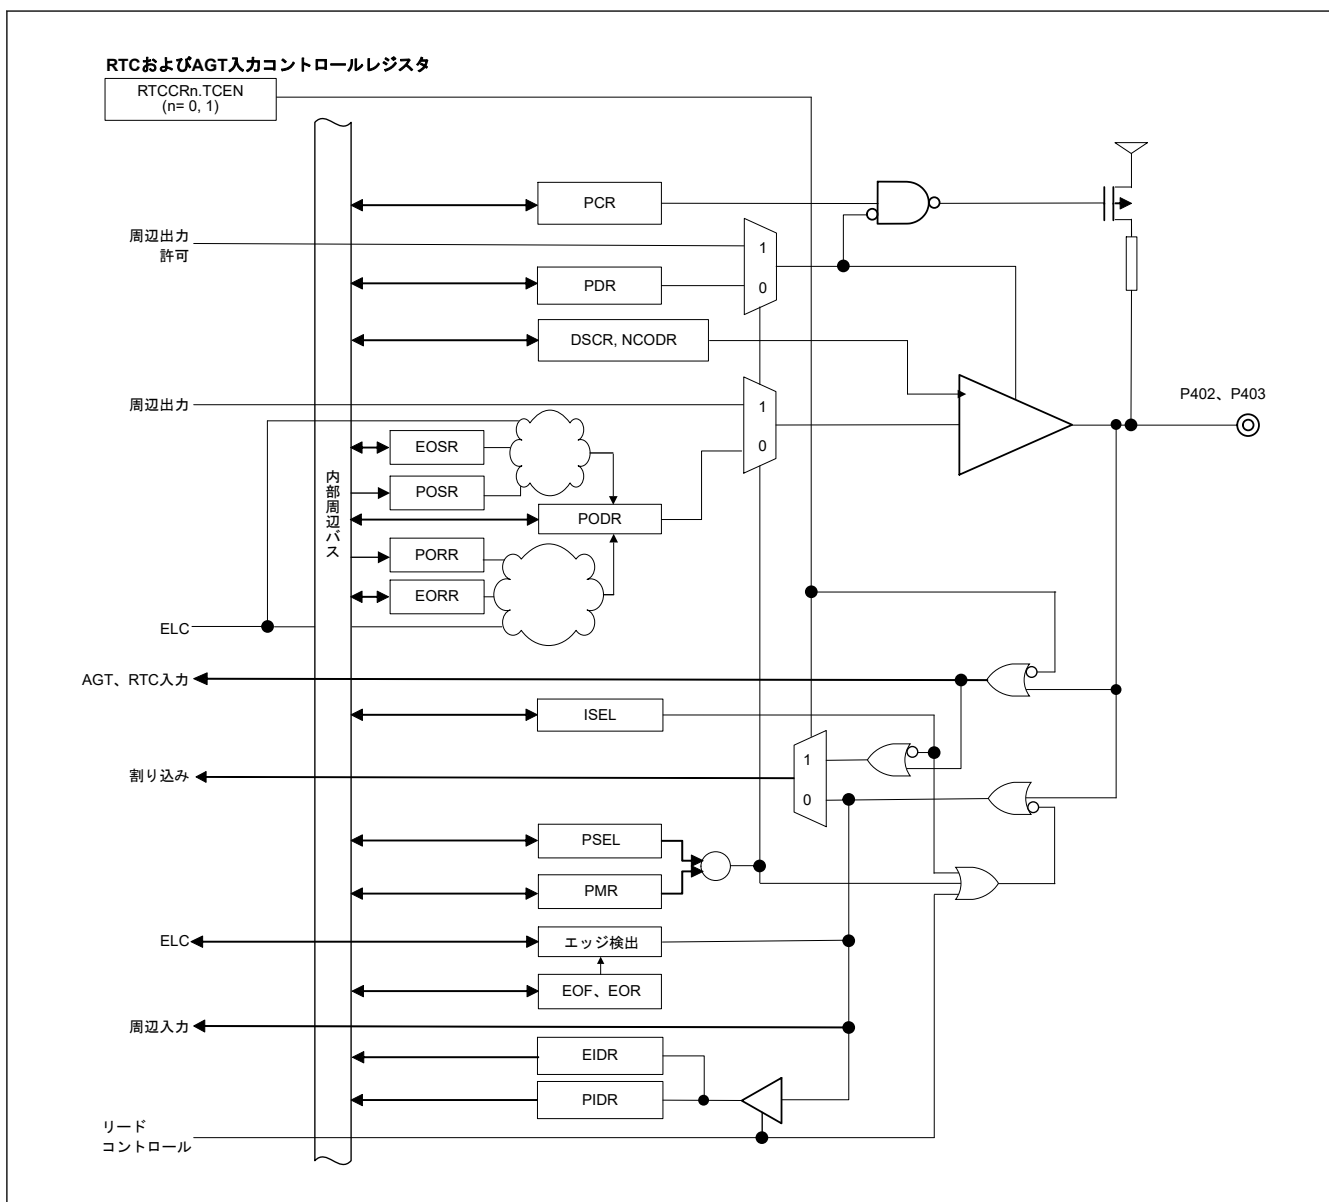 RTCおよびAGT入力コントロールレジスタ
RTCCRn.TCEN
(n= 0, 1)
PCR
周辺出力
許可
1
0
PDR
DSCR, NCODR
周辺出力
1
0
P402、P403
EOSR
POSR
内部周辺バス
PODR
PORR
EORR
ELC
AGT、RTC入力
ISEL
割り込み
1
0
PSEL
PMR
ELC
エッジ検出
EOF、EOR
周辺入力
EIDR
PIDR
リード
コントロール